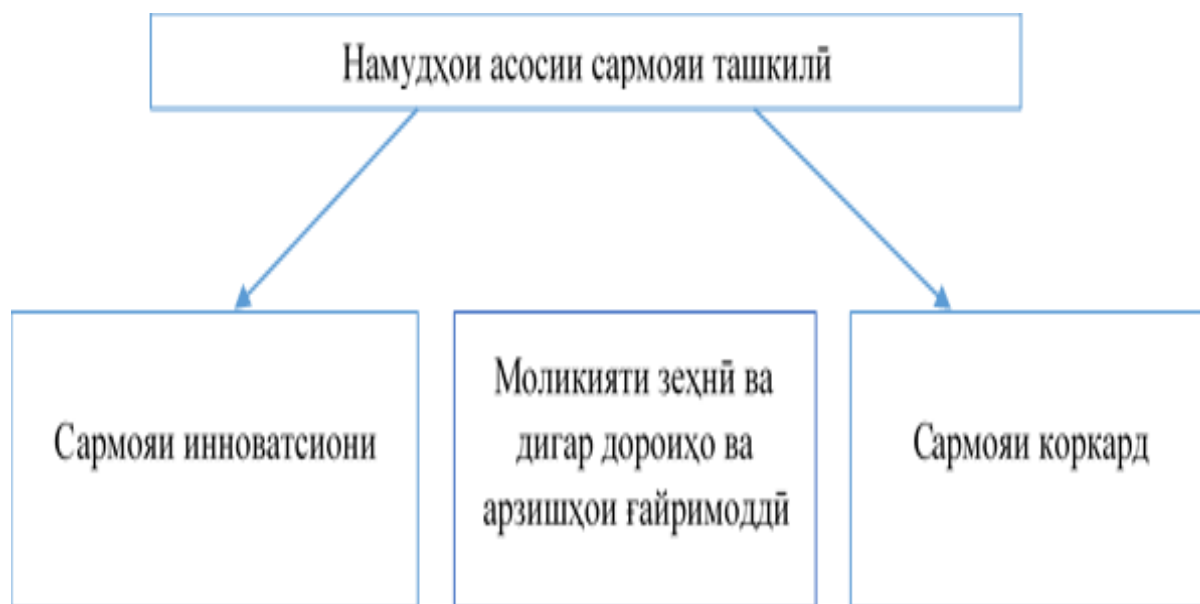 Намудҳои асосии сармояи ташкилӣ
Сармояи инноватсиони
Моликияти зеҳнӣ ва
дигар дороиҳо ва
арзишҳои ғайримоддӣ
Сармояи коркард